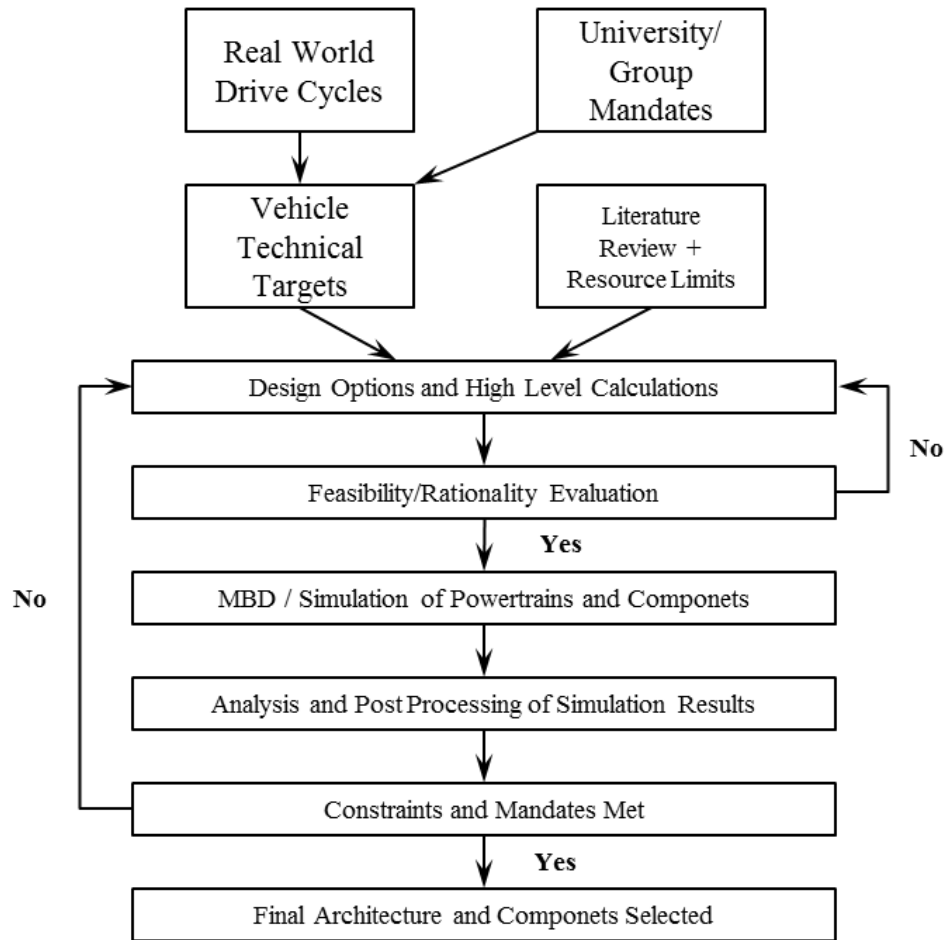 Real World
Drive Cycles
University/
Group
Mandates
Vehicle
Technical
Targets
Literature
Review +
Resource Limits
Design Options and High Level Calculations
No
Feasibility/Rationality Evaluation
Yes
No
MBD / Simulation of Powertrains and Componets
Analysis and Post Processing of Simulation Results
Constraints and Mandates Met
Yes
Final Architecture and Componets Selected